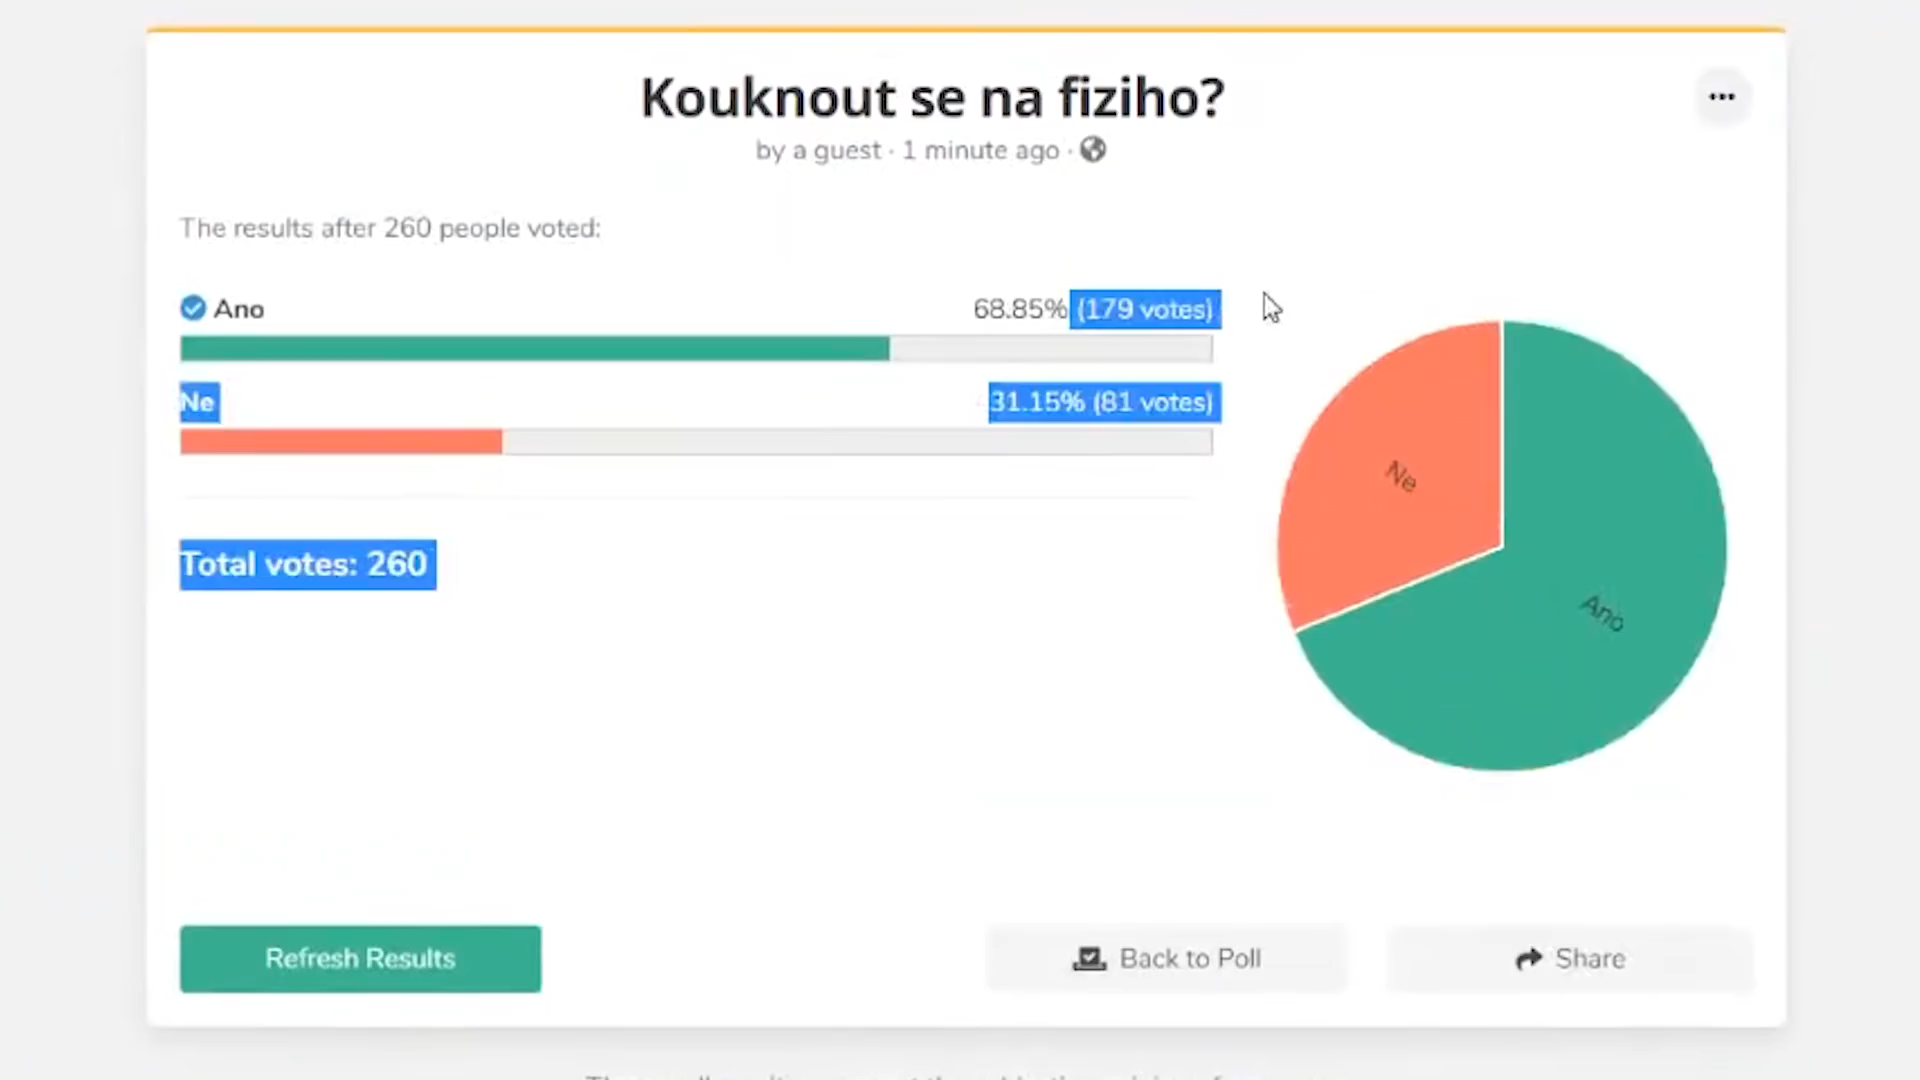 Kouknout se na fiziho?
by a guest · 1 minute ago ·
The results after 260 people voted:
Ano 68.85% (179 votes)
Ne 31.15% (81 votes)
Total votes: 260
Ne
Ano
Refresh Results
Back to Poll
Share